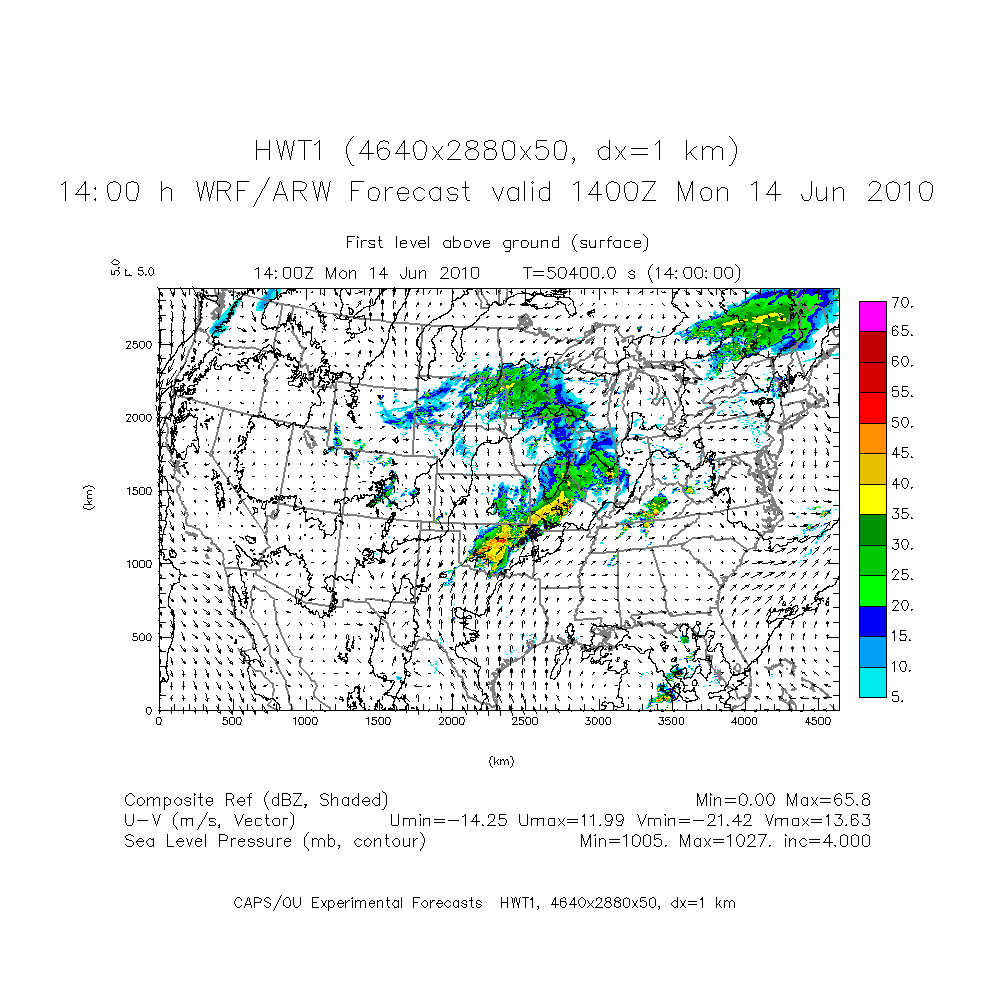 HWT1 (4640x2880x50, dx=1 km)
14:00 h WRF/ARW Forecast valid 1400Z Mon 14 Jun 2010
First level above ground (surface)
5.0
5.0
14:00Z Mon 14 Jun 2010 T=50400.0 s (14:00:00)
70.
65.
60.
55.
50.
45.
40.
35.
30.
25.
20.
15.
10.
5.
2500
2000
1500
1000
500
0
(km)
0 500 1000 1500 2000 2500 3000 3500 4000 4500
(km)
Composite Ref (dBZ, Shaded) Min=0.00 Max=65.8
U-V (m/s, Vector) Umin=-14.25 Umax=11.99 Vmin=-21.42 Vmax=13.63
Sea Level Pressure (mb, contour) Min=1005. Max=1027. inc=4.000
CAPS/OU Experimental Forecasts HWT1, 4640x2880x50, dx=1 km